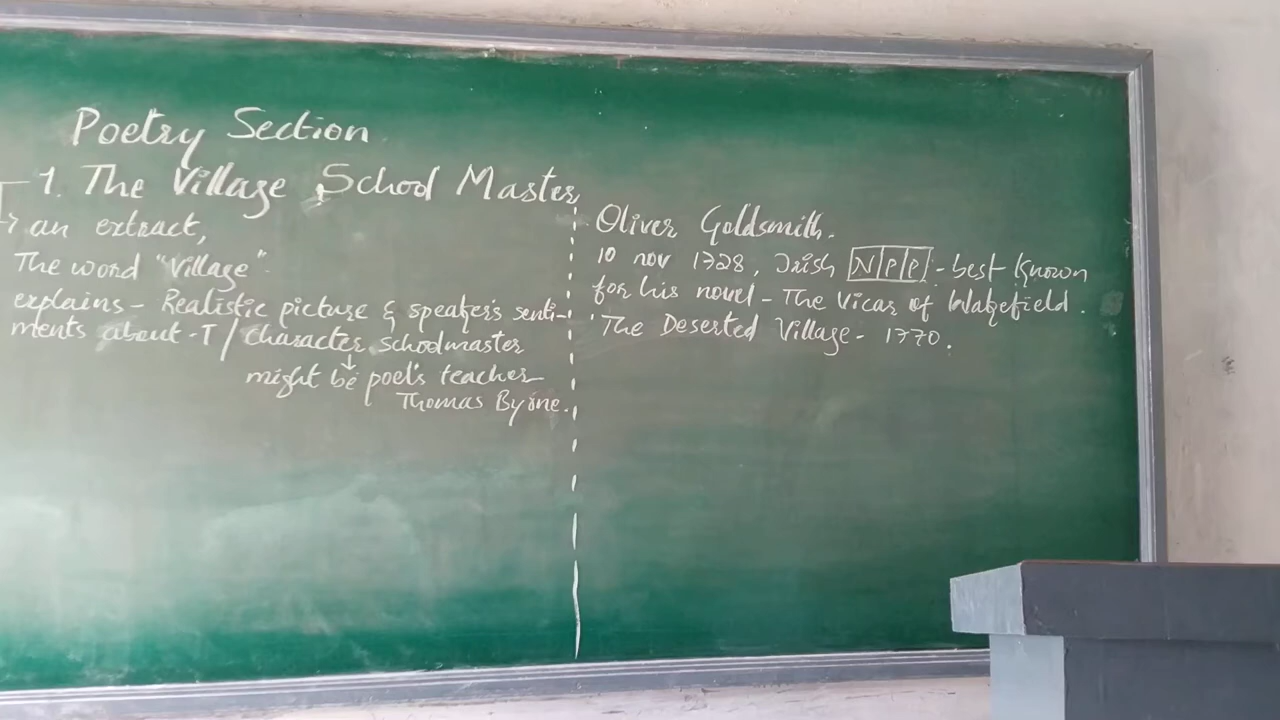 Poetry Section
1. The Village School Master
an extract,
The word "Village"
explains - Realistic picture & speaker's senti-
ments about - T / character schoolmaster
might be poet's teacher
Thomas Byrne.
Oliver Goldsmith.
10 nov 1728, Irish N|P|P - best known
for his novel - The Vicar of Wakefield.
'The Deserted Village - 1770.